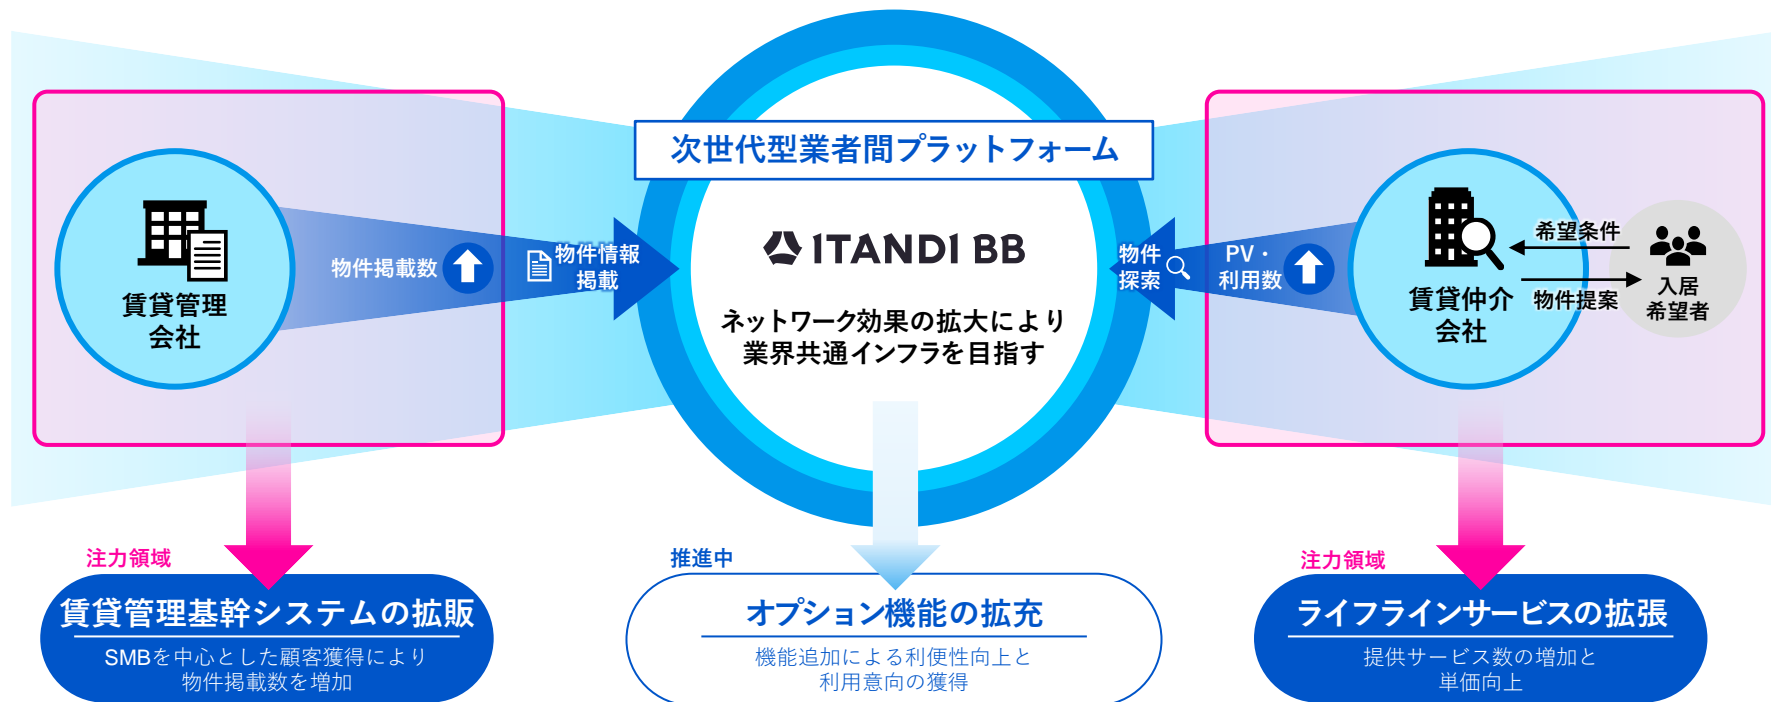 次世代型業者間プラットフォーム
ITANDI BB
ネットワーク効果の拡大により
業界共通インフラを目指す
賃貸管理
会社
物件掲載数
物件情報
掲載
物件
探索
PV・
利用数
賃貸仲介
会社
希望条件
物件提案
入居
希望者
注力領域
賃貸管理基幹システムの拡販
SMBを中心とした顧客獲得により
物件掲載数を増加
推進中
オプション機能の拡充
機能追加による利便性向上と
利用意向の獲得
注力領域
ライフラインサービスの拡張
提供サービス数の増加と
単価向上